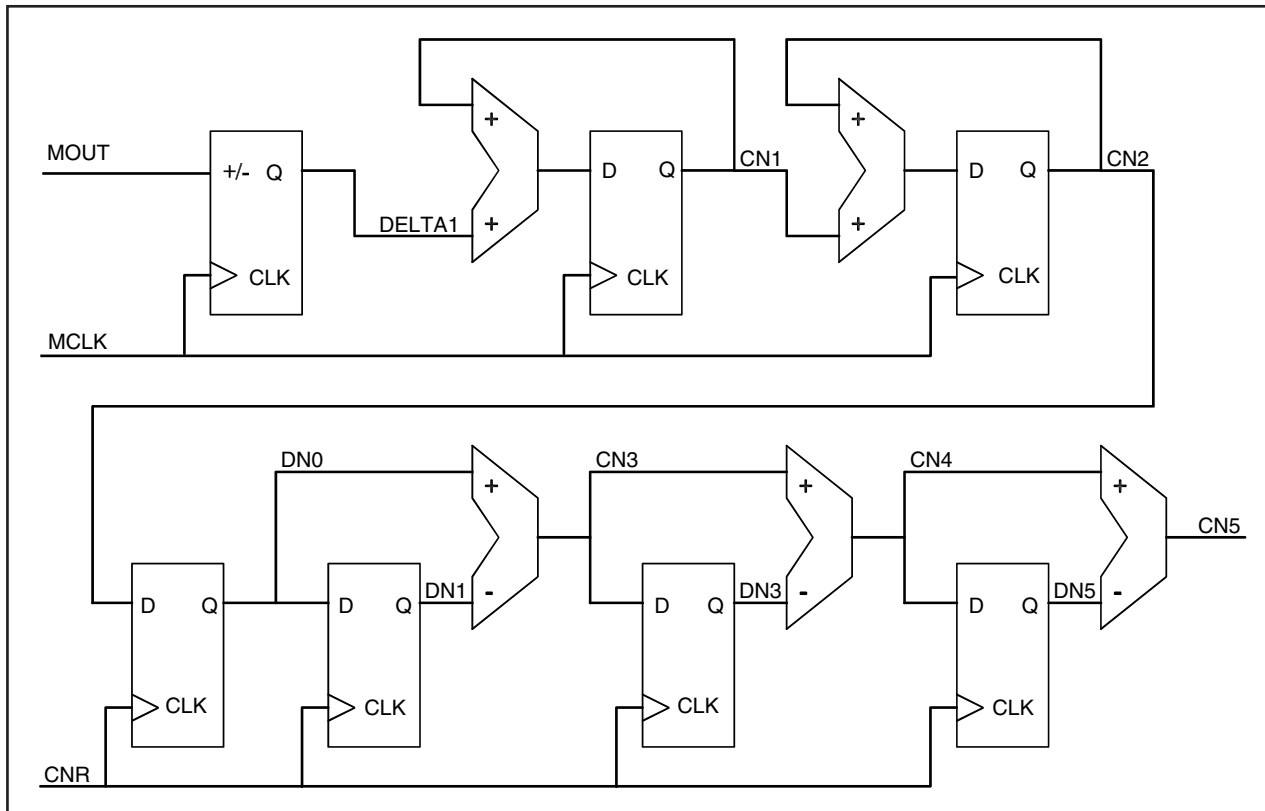 MOUT
+/- Q
CLK
DELTA1
+
+
D Q
CLK
CN1
+
+
D Q
CLK
CN2
MCLK
DN0
D Q
CLK
D Q
CLK
DN1
+
-
CN3
D Q
CLK
DN3
+
-
CN4
D Q
CLK
DN5
+
-
CN5
CNR